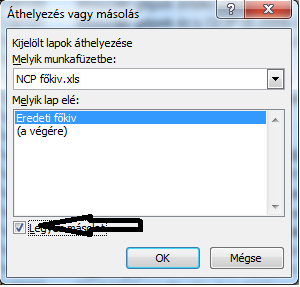 Áthelyezés vagy másolás
Kijelölt lapok áthelyezése
Melyik munkafüzetbe:
NCP főkiv.xls
Melyik lap elé:
Eredeti főkiv
(a végére)
OK
Mégse